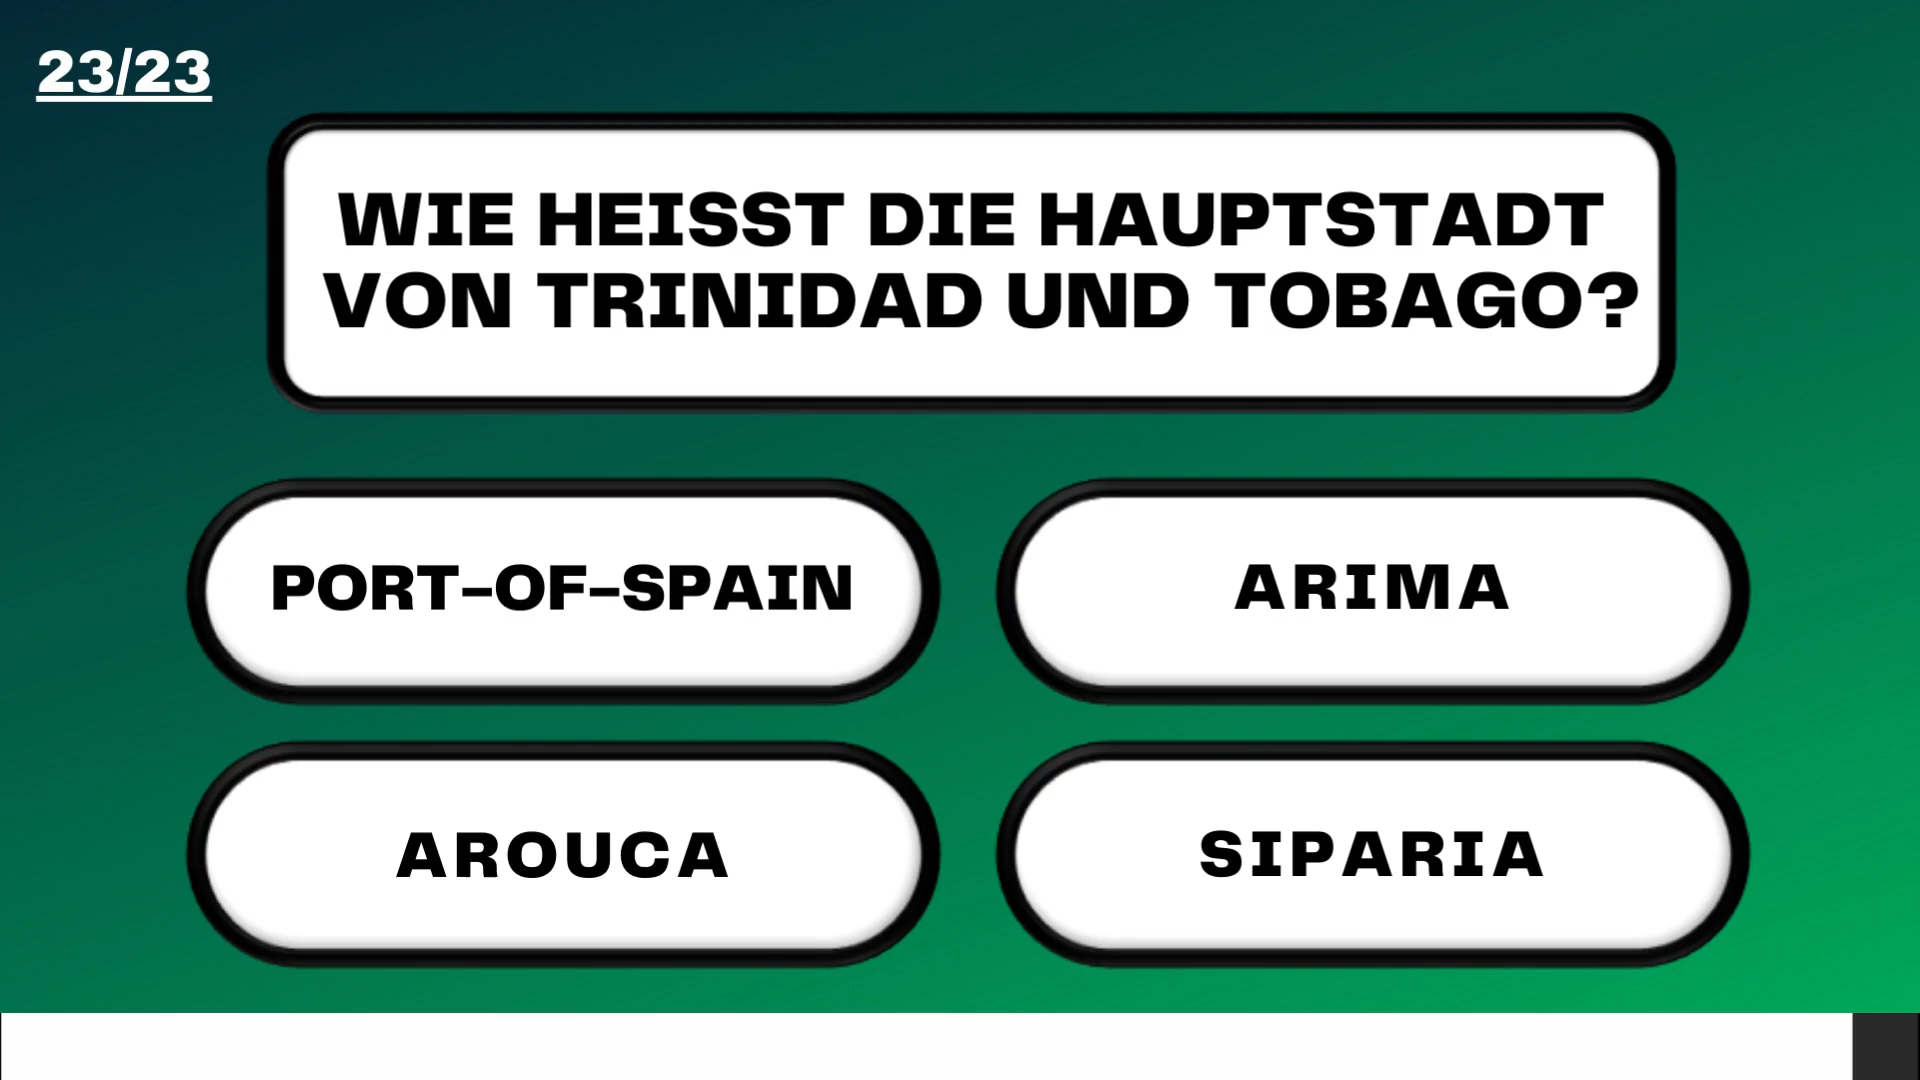 23/23
WIE HEISST DIE HAUPTSTADT
VON TRINIDAD UND TOBAGO?
PORT-OF-SPAIN
ARIMA
AROUCA
SIPARIA